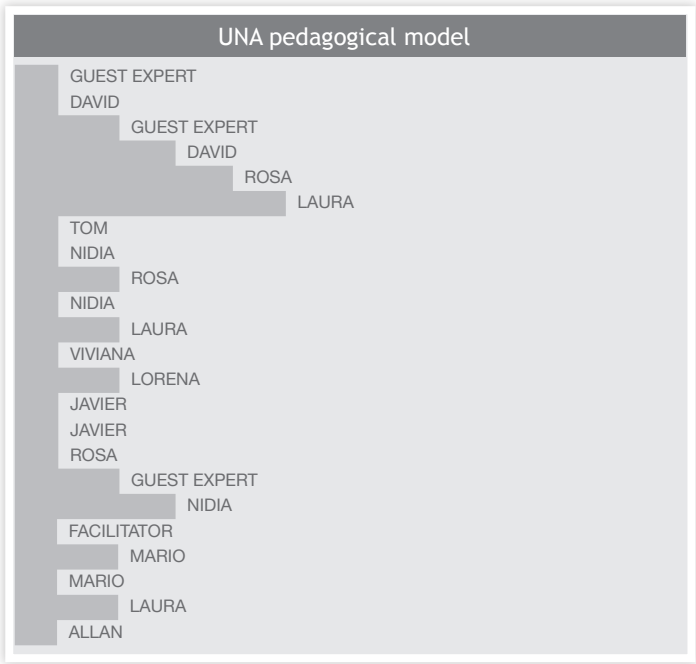 UNA pedagogical model
GUEST EXPERT
DAVID
GUEST EXPERT
DAVID
ROSA
LAURA
TOM
NIDIA
ROSA
NIDIA
LAURA
VIVIANA
LORENA
JAVIER
JAVIER
ROSA
GUEST EXPERT
NIDIA
FACILITATOR
MARIO
MARIO
LAURA
ALLAN